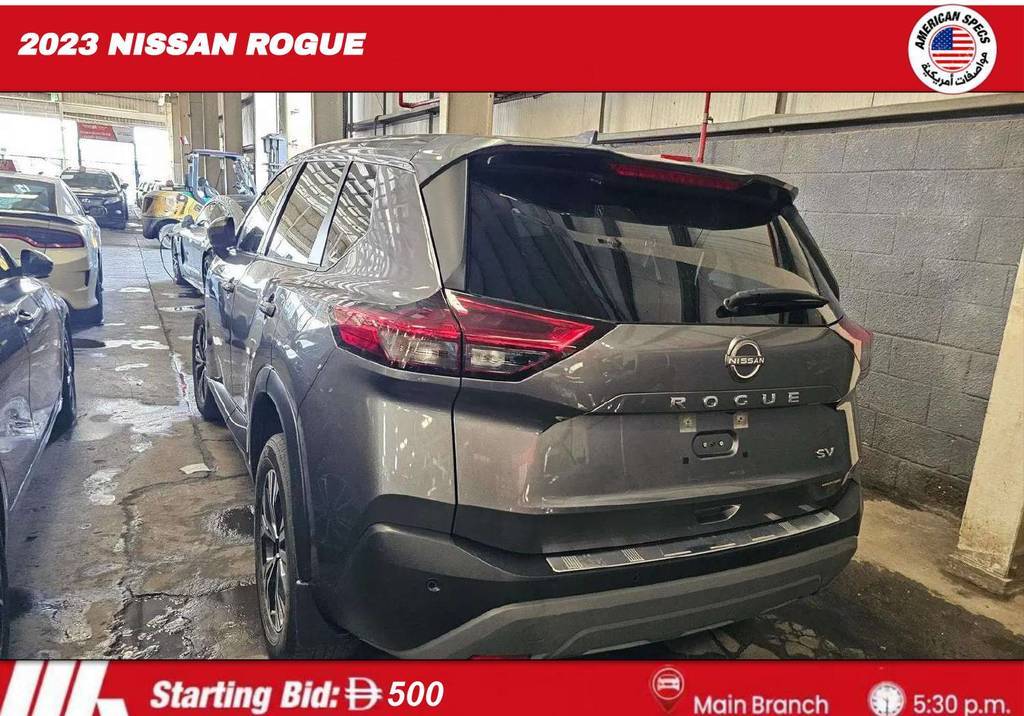 2023 NISSAN ROGUE
AMERICAN SPECS
مواصفات أمريكية
NISSAN
ROGUE
SV
Starting Bid: 500
Main Branch
5:30 p.m.